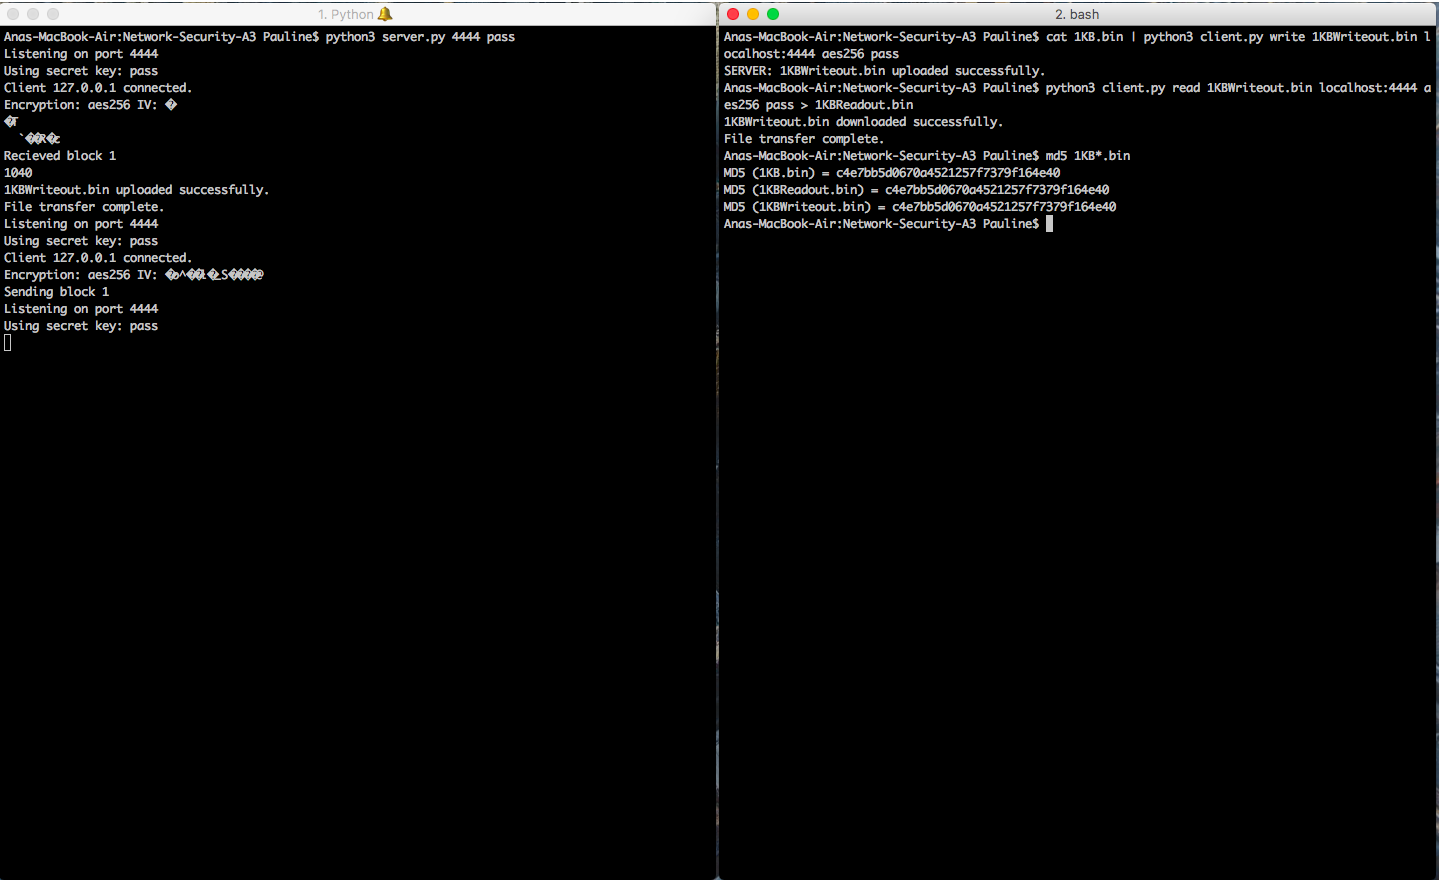 1. Python 🔔
Anas-MacBook-Air:Network-Security-A3 Pauline$ python3 server.py 4444 pass
Listening on port 4444
Using secret key: pass
Client 127.0.0.1 connected.
Encryption: aes256 IV: �
�T
`��R�c
Recieved block 1
1040
1KBWriteout.bin uploaded successfully.
File transfer complete.
Listening on port 4444
Using secret key: pass
Client 127.0.0.1 connected.
Encryption: aes256 IV:
Sending block 1
Listening on port 4444
Using secret key: pass
2. bash
Anas-MacBook-Air:Network-Security-A3 Pauline$ cat 1KB.bin | python3 client.py write 1KBWriteout.bin l
ocalhost:4444 aes256 pass
SERVER: 1KBWriteout.bin uploaded successfully.
Anas-MacBook-Air:Network-Security-A3 Pauline$ python3 client.py read 1KBWriteout.bin localhost:4444 a
es256 pass > 1KBReadout.bin
1KBWriteout.bin downloaded successfully.
File transfer complete.
Anas-MacBook-Air:Network-Security-A3 Pauline$ md5 1KB*.bin
MD5 (1KB.bin) = c4e7bb5d0670a4521257f7379f164e40
MD5 (1KBReadout.bin) = c4e7bb5d0670a4521257f7379f164e40
MD5 (1KBWriteout.bin) = c4e7bb5d0670a4521257f7379f164e40
Anas-MacBook-Air:Network-Security-A3 Pauline$